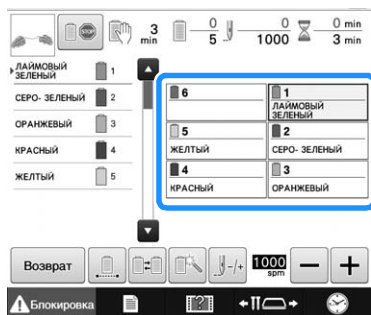 STOP
3 min
0
5
0
1000
0 min
3 min
ЛАЙМОВЫЙ
ЗЕЛЕНЫЙ
1
СЕРО- ЗЕЛЕНЫЙ 2
ОРАНЖЕВЫЙ 3
КРАСНЫЙ 4
ЖЕЛТЫЙ 5
6
1
ЛАЙМОВЫЙ
ЗЕЛЕНЫЙ
5
ЖЕЛТЫЙ
2
СЕРО- ЗЕЛЕНЫЙ
4
КРАСНЫЙ
3
ОРАНЖЕВЫЙ
Возврат
-/+
1000
spm
− +
Блокировка
?